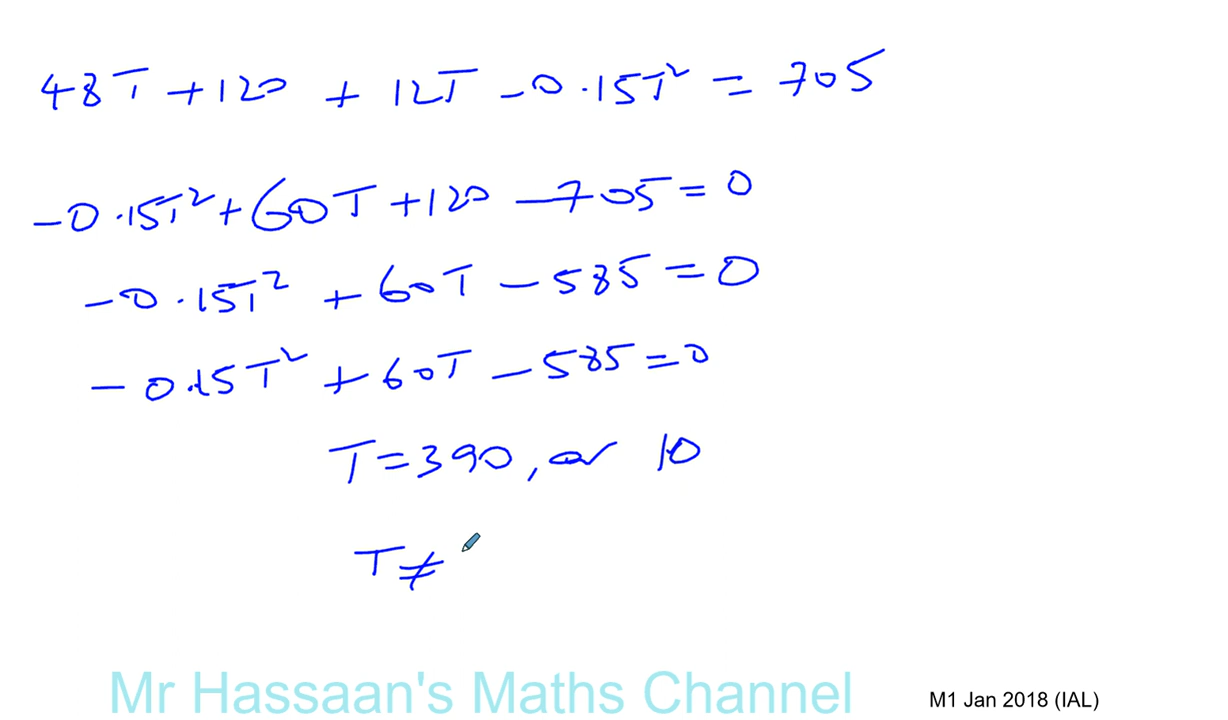 48T + 120 + 12T - 0.15T² = 705
-0.15T² + 60T + 120 - 705 = 0
-0.15T² + 60T - 585 = 0
-0.15T² + 60T - 585 = 0
T = 390, or 10
T ≠
Mr Hassaan's Maths Channel
M1 Jan 2018 (IAL)